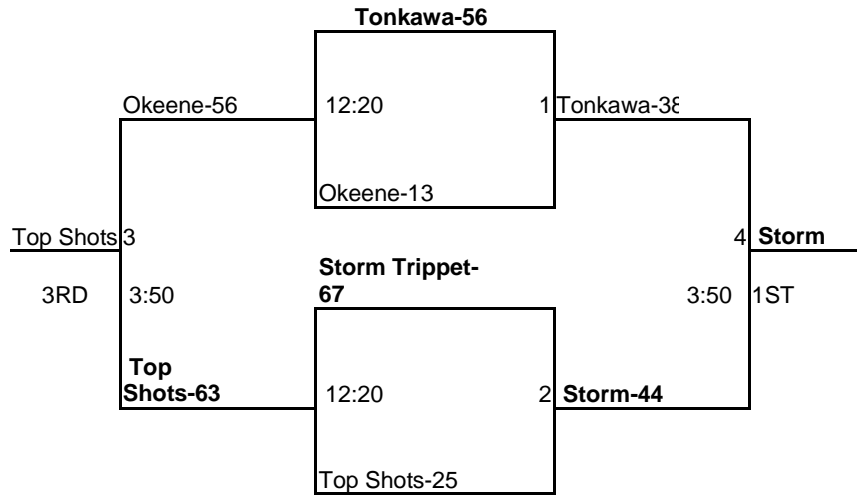 Tonkawa-56
Okeene-56
12:20
1
Tonkawa-38
Okeene-13
Top Shots
3
4
Storm
Storm Trippet-
67
3RD
3:50
3:50
1ST
Top
Shots-63
12:20
2
Storm-44
Top Shots-25